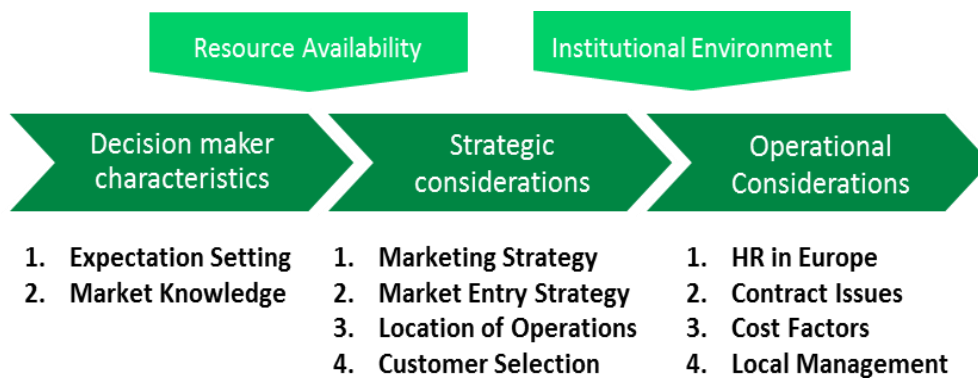 Resource Availability
Institutional Environment
Decision maker
characteristics
Strategic
considerations
Operational
Considerations
1. Expectation Setting
2. Market Knowledge
1. Marketing Strategy
2. Market Entry Strategy
3. Location of Operations
4. Customer Selection
1. HR in Europe
2. Contract Issues
3. Cost Factors
4. Local Management